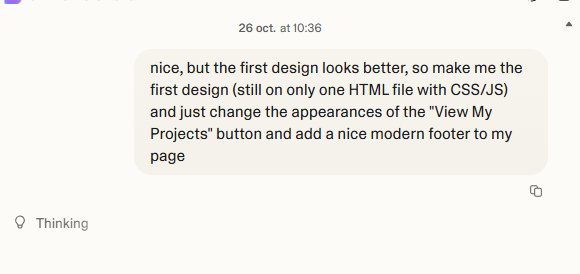 26 oct. at 10:36
nice, but the first design looks better, so make me the
first design (still on only one HTML file with CSS/JS)
and just change the appearances of the "View My
Projects" button and add a nice modern footer to my
page
Thinking